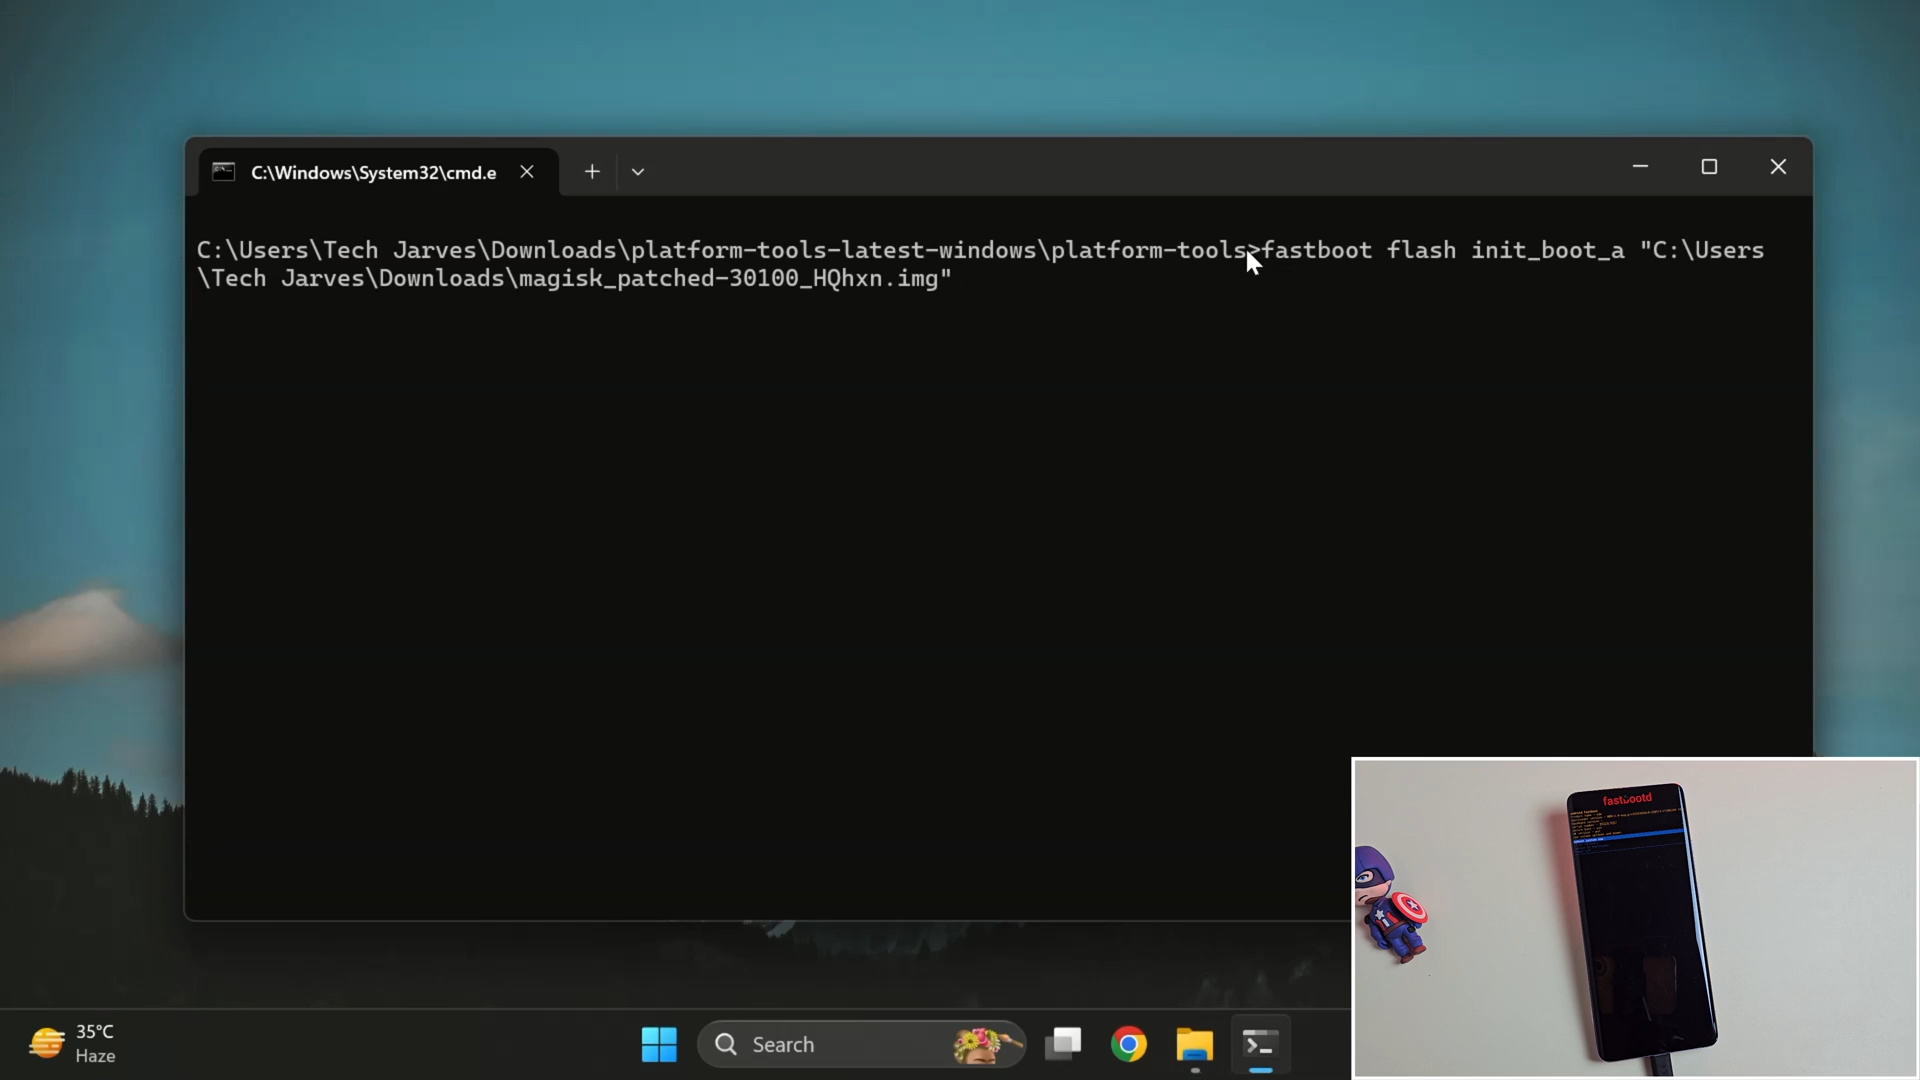 C:\Windows\System32\cmd.e
C:\Users\Tech Jarves\Downloads\platform-tools-latest-windows\platform-tools>fastboot flash init_boot_a "C:\Users
\Tech Jarves\Downloads\magisk_patched-30100_HQhxn.img"
fastbootd
35°C
Haze
Search